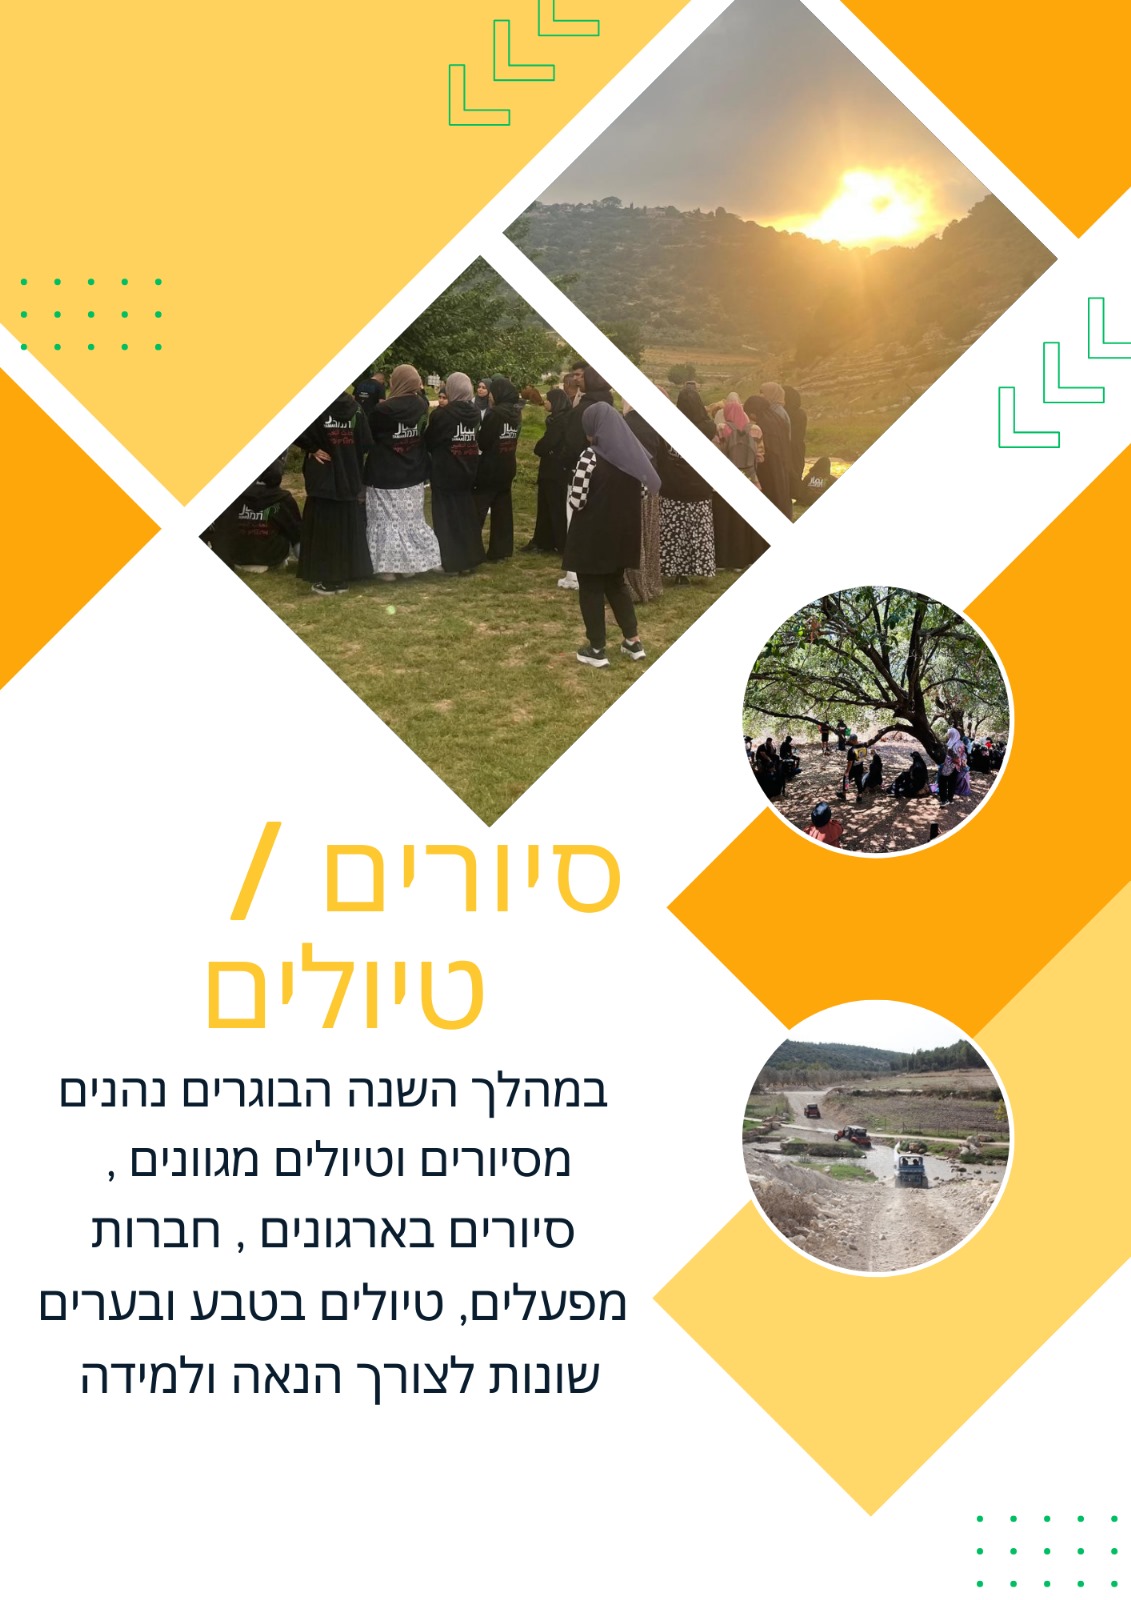 סיורים /
טיולים
במהלך השנה הבוגרים נהנים
מסיורים וטיולים מגוונים ,
סיורים בארגונים , חברות
מפעלים, טיולים בטבע ובערים
שונות לצורך הנאה ולמידה